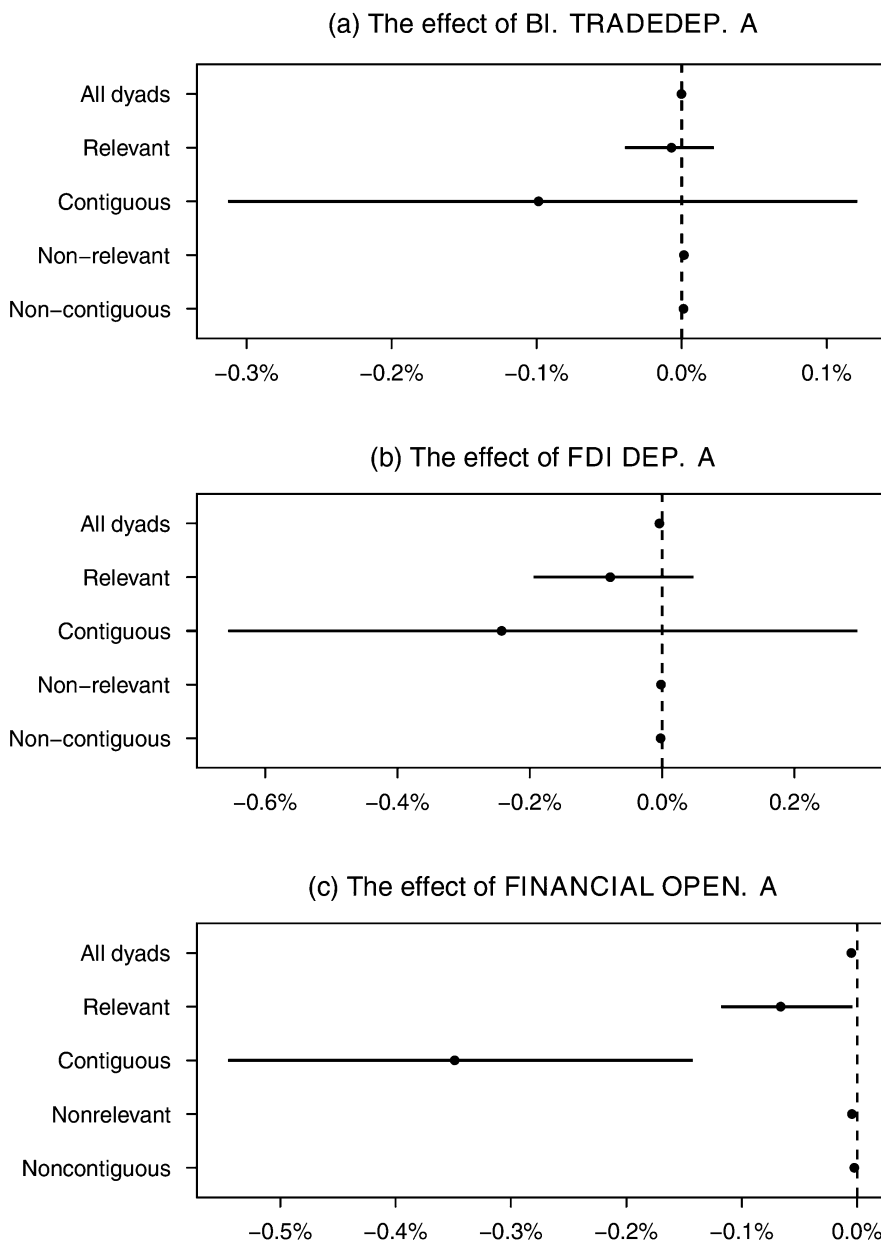 (a) The effect of BI. TRADEDEP. A
All dyads
Relevant
Contiguous
Non−relevant
Non−contiguous
−0.3% −0.2% −0.1% 0.0% 0.1%
(b) The effect of FDI DEP. A
All dyads
Relevant
Contiguous
Non−relevant
Non−contiguous
−0.6% −0.4% −0.2% 0.0% 0.2%
(c) The effect of FINANCIAL OPEN. A
All dyads
Relevant
Contiguous
Nonrelevant
Noncontiguous
−0.5% −0.4% −0.3% −0.2% −0.1% 0.0%